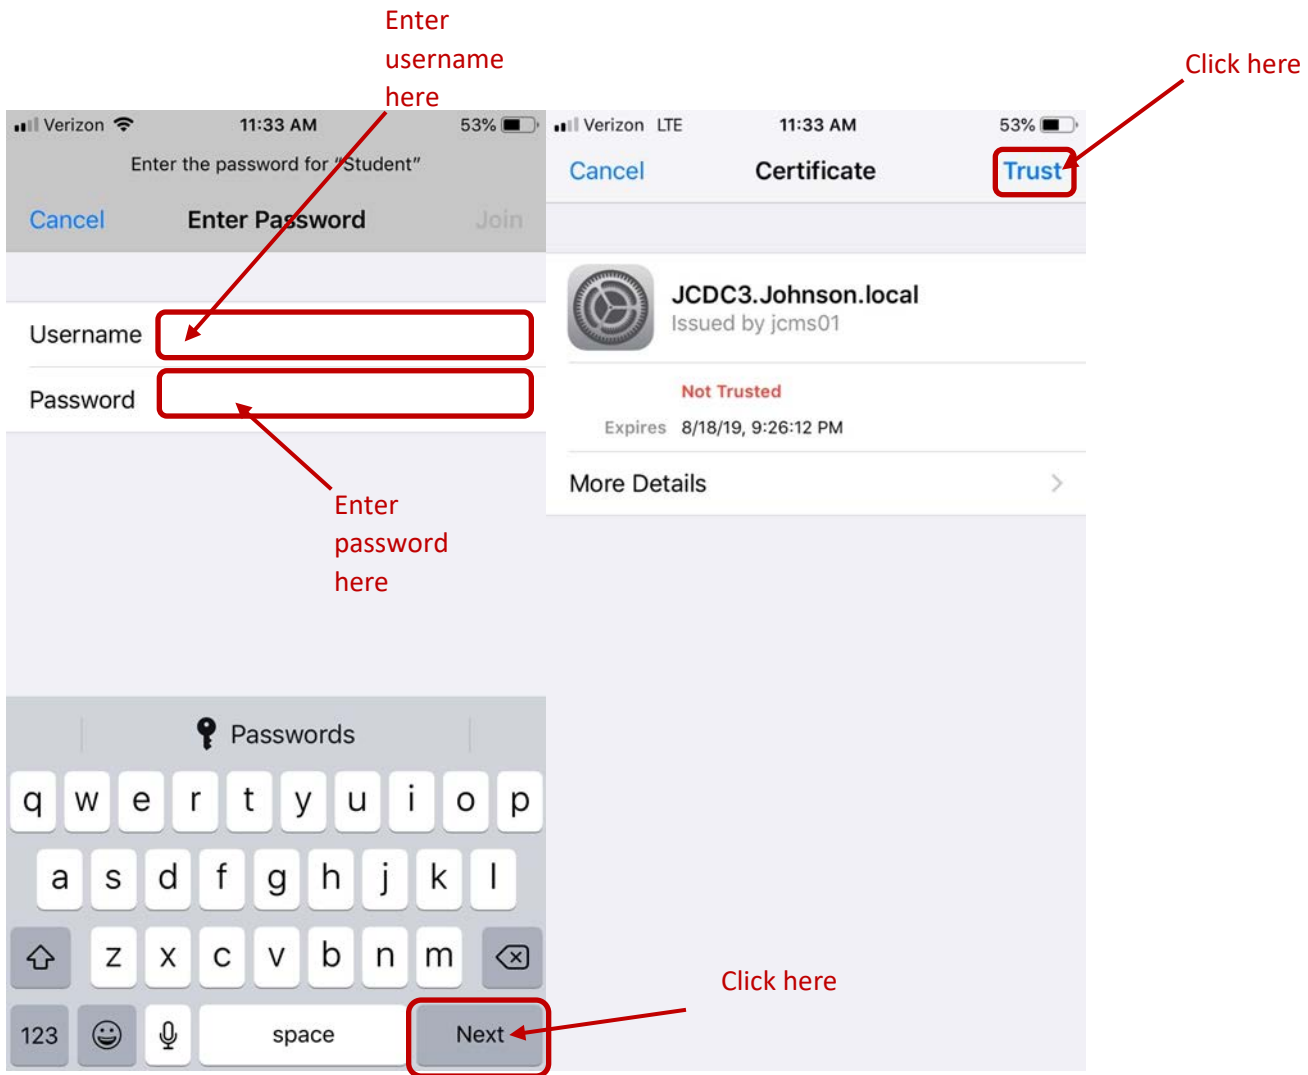 Enter
username
here
Click here
Verizon 11:33 AM 53%
Enter the password for "Student"
Cancel Enter Password Join
Username
Password
Enter
password
here
Passwords
q w e r t y u i o p
a s d f g h j k l
z x c v b n m
123 space Next
Click here
Verizon LTE 11:33 AM 53%
Cancel Certificate Trust
JCDC3.Johnson.local
Issued by jcms01
Not Trusted
Expires 8/18/19, 9:26:12 PM
More Details